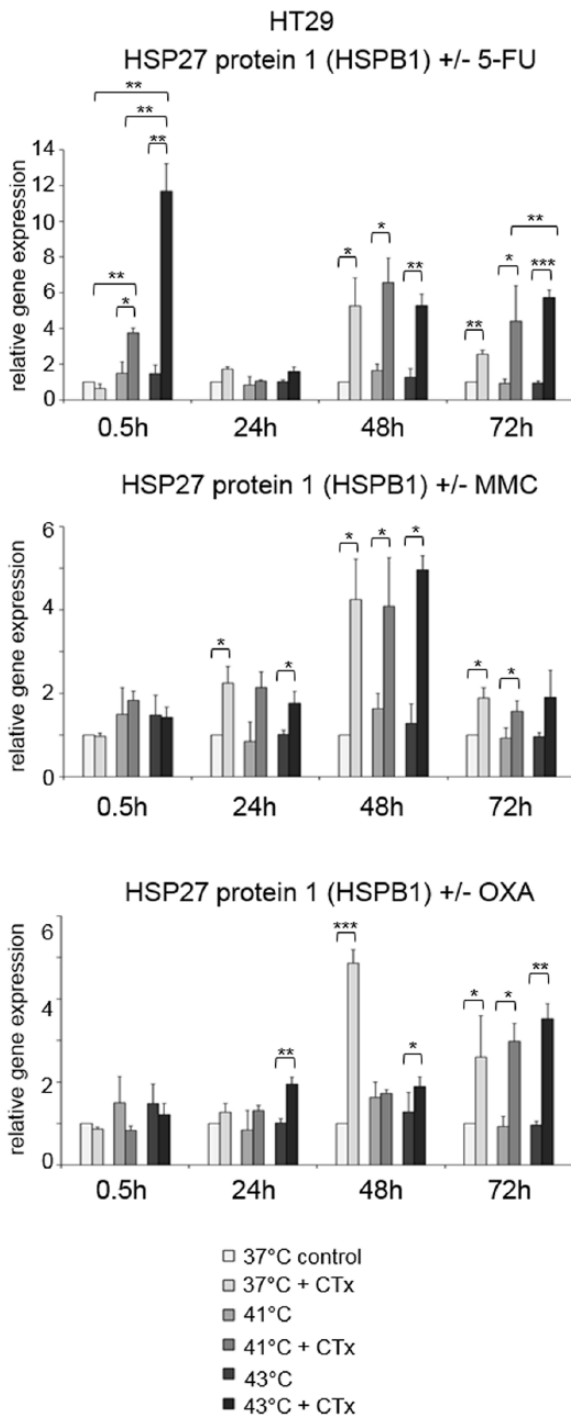 HT29
HSP27 protein 1 (HSPB1) +/- 5-FU
relative gene expression
14
12
10
8
6
4
2
0
** ** **
** *
* * **
** * *** **
0.5h 24h 48h 72h
HSP27 protein 1 (HSPB1) +/- MMC
relative gene expression
6
4
2
0
* *
* * *
* *
0.5h 24h 48h 72h
HSP27 protein 1 (HSPB1) +/- OXA
relative gene expression
6
4
2
0
**
*** *
* * **
0.5h 24h 48h 72h
37°C control
37°C + CTx
41°C
41°C + CTx
43°C
43°C + CTx